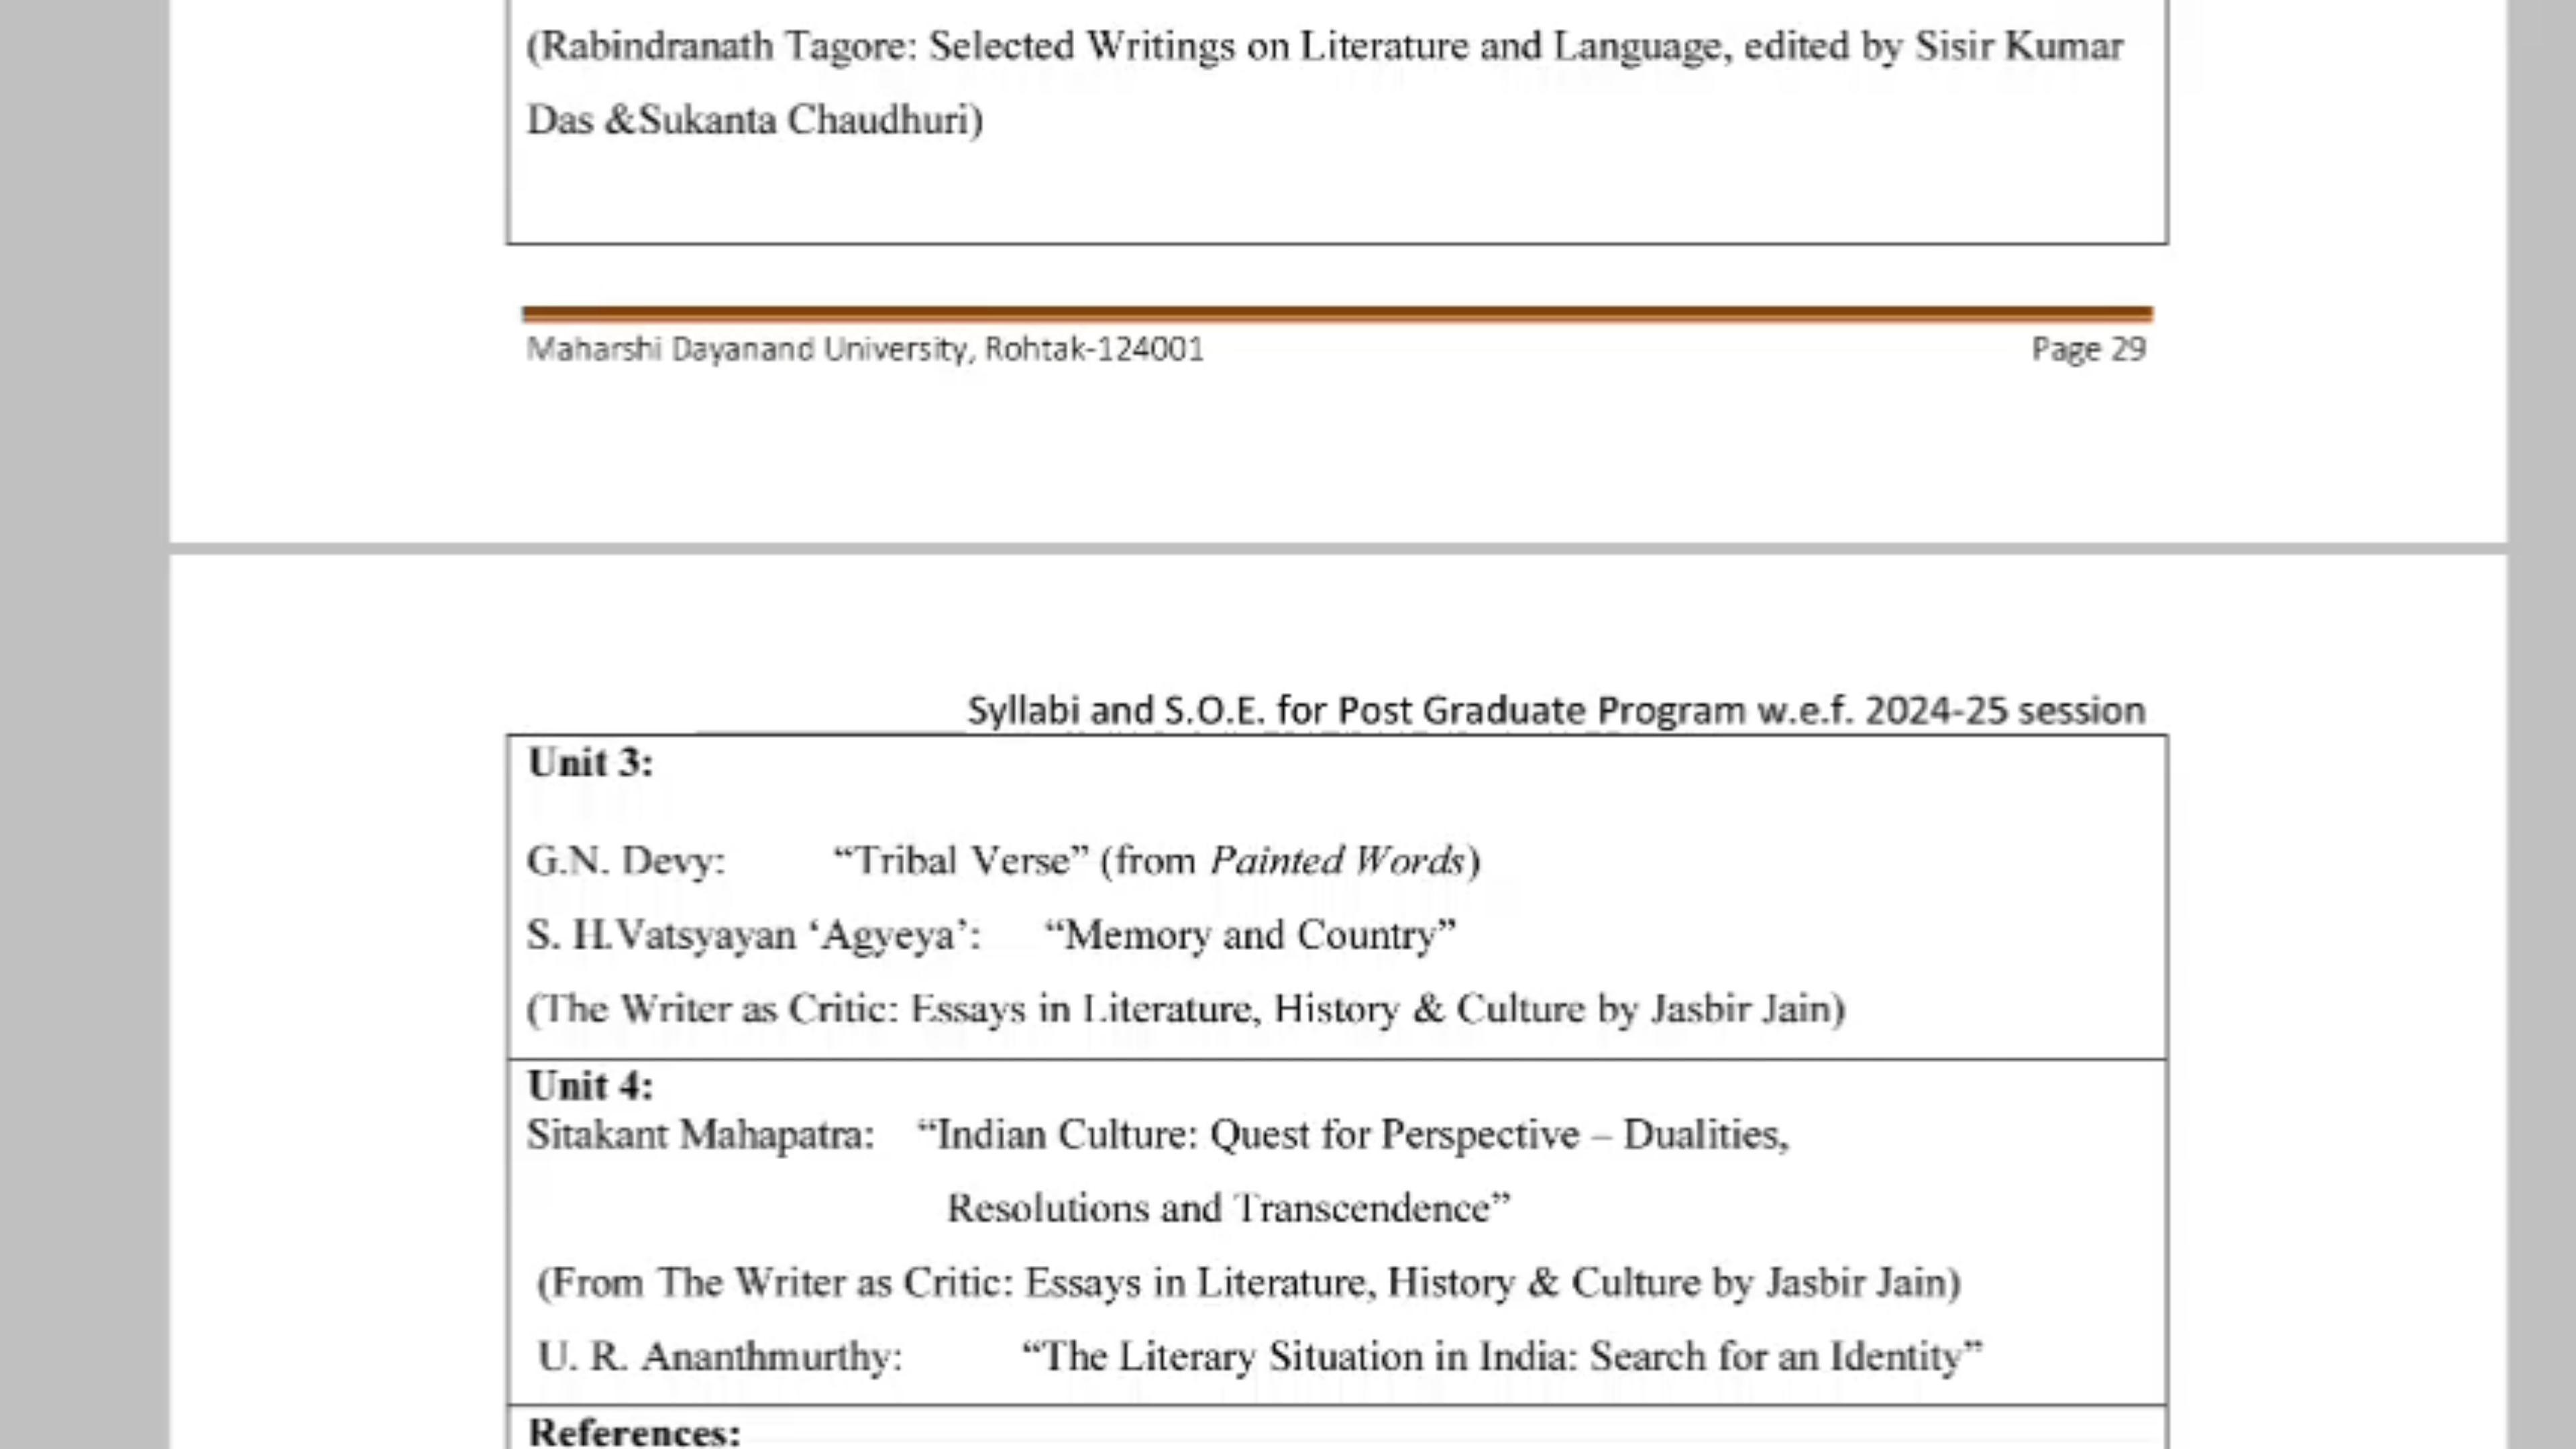 (Rabindranath Tagore: Selected Writings on Literature and Language, edited by Sisir Kumar
Das &Sukanta Chaudhuri)
Maharshi Dayanand University, Rohtak-124001 Page 29
Syllabi and S.O.E. for Post Graduate Program w.e.f. 2024-25 session
Unit 3:
G.N. Devy: “Tribal Verse” (from Painted Words)
S. H.Vatsyayan ‘Agyeya’: “Memory and Country”
(The Writer as Critic: Essays in Literature, History & Culture by Jasbir Jain)
Unit 4:
Sitakant Mahapatra: “Indian Culture: Quest for Perspective – Dualities,
Resolutions and Transcendence”
(From The Writer as Critic: Essays in Literature, History & Culture by Jasbir Jain)
U. R. Ananthmurthy: “The Literary Situation in India: Search for an Identity”
References: